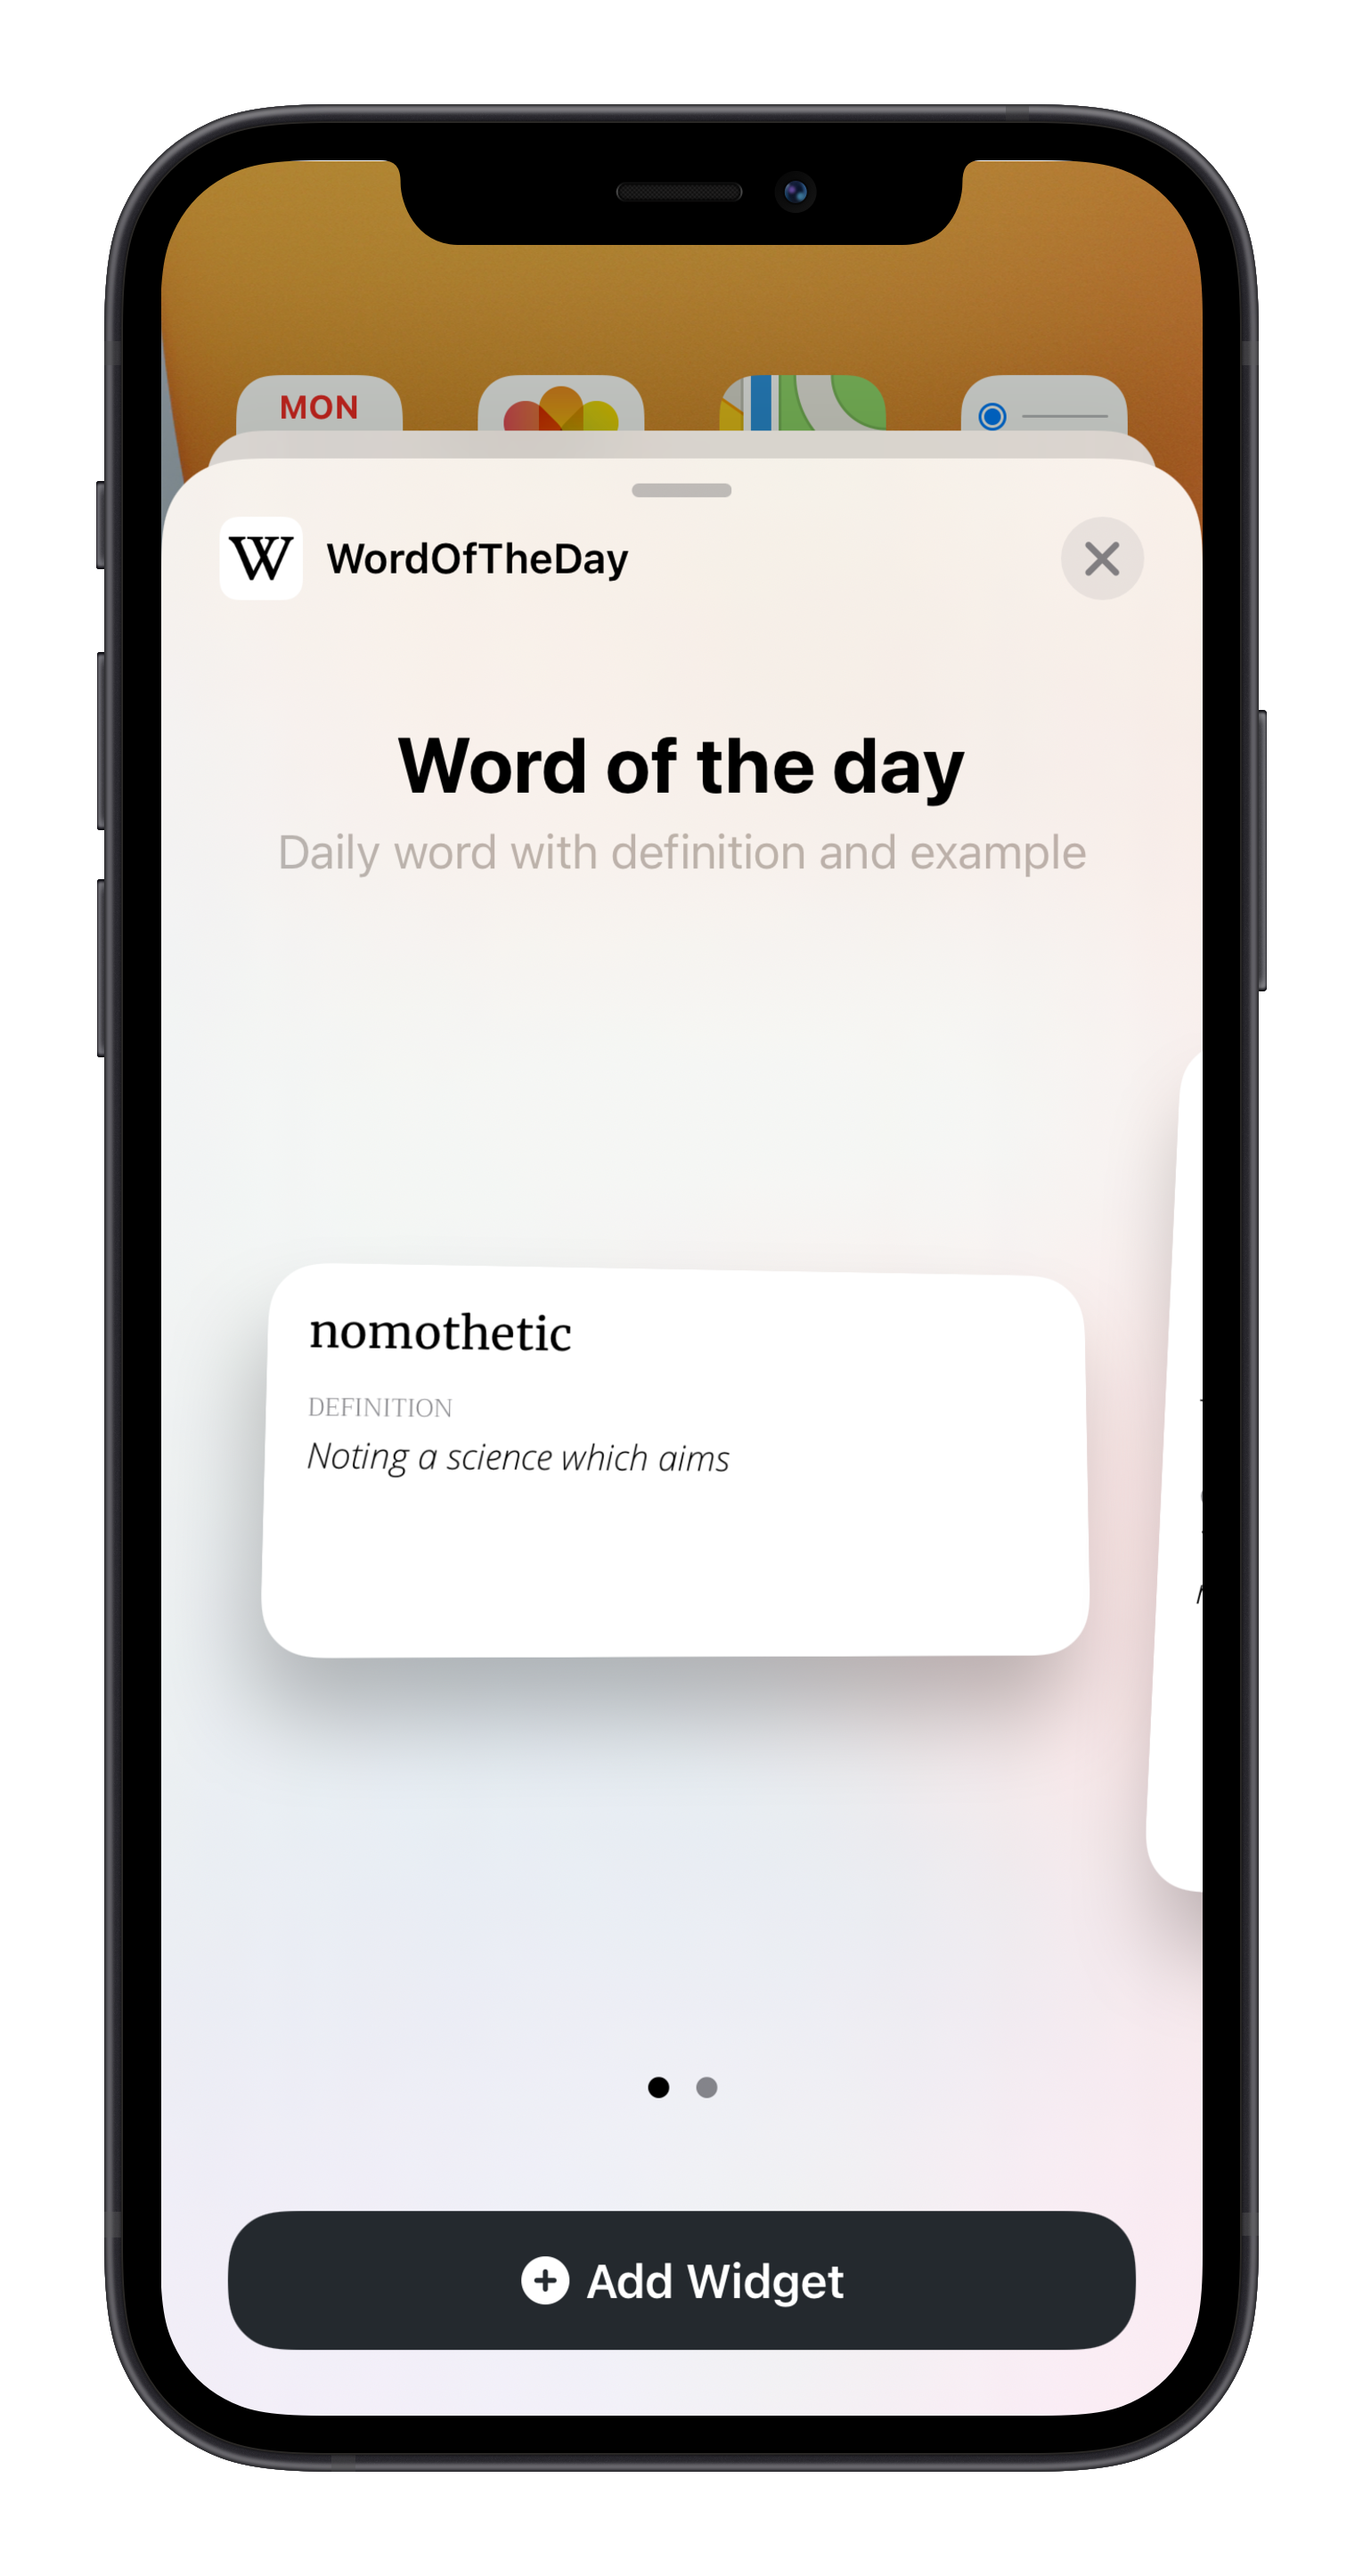 MON
W WordOfTheDay
Word of the day
Daily word with definition and example
nomothetic
DEFINITION
Noting a science which aims
Add Widget